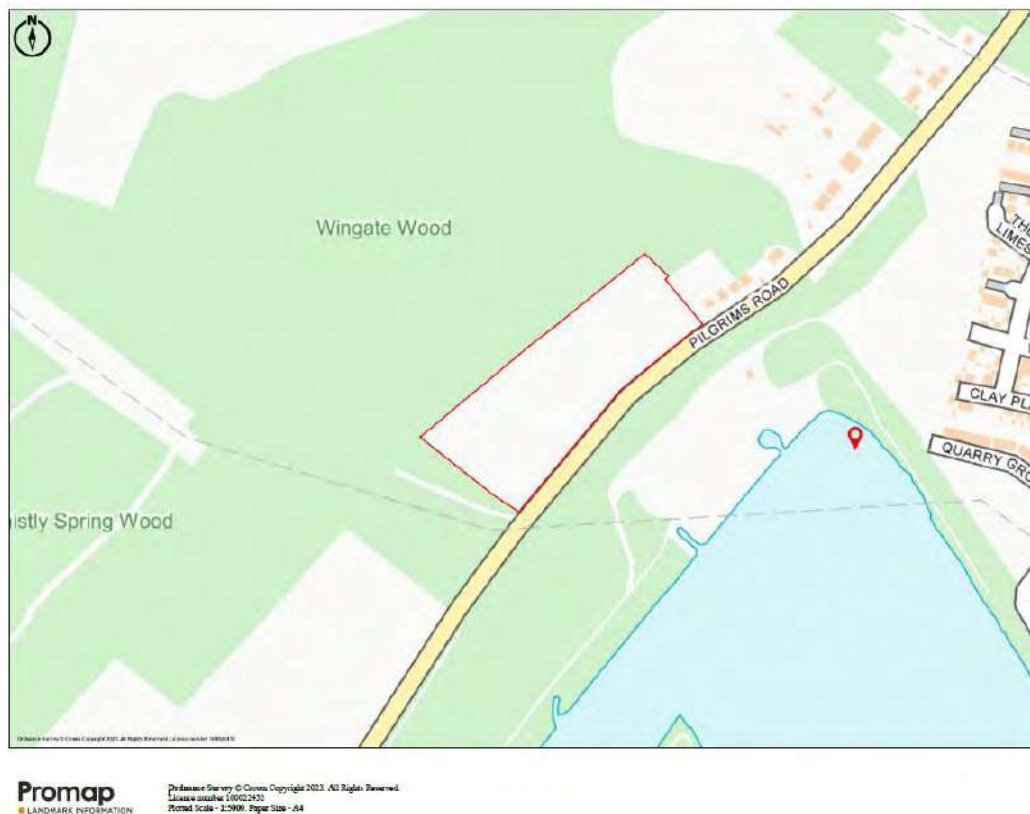 N
Wingate Wood
THE
LIMES
PILGRIMS ROAD
CLAY PL
QUARRY GRO
istly Spring Wood
Promap
LANDMARK INFORMATION
Ordnance Survey © Crown Copyright 2023. All Rights Reserved.
Licence number 100022432
Plotted Scale - 1:5000. Paper Size - A4